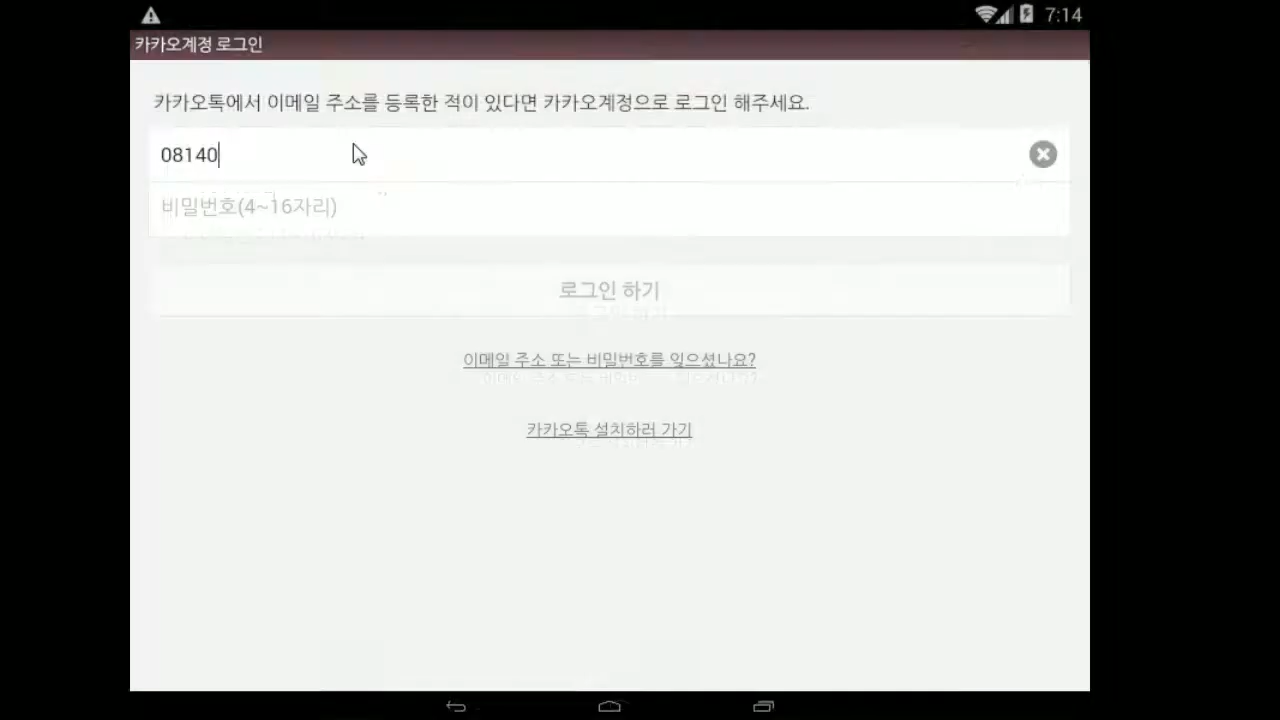 7:14
카카오계정 로그인
카카오톡에서 이메일 주소를 등록한 적이 있다면 카카오계정으로 로그인 해주세요.
08140
비밀번호(4~16자리)
로그인 하기
이메일 주소 또는 비밀번호를 잊으셨나요?
카카오톡 설치하러 가기